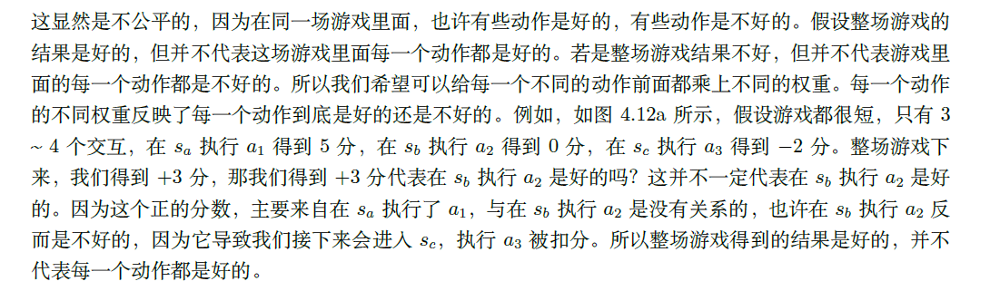 这显然是不公平的，因为在同一场游戏里面，也许有些动作是好的，有些动作是不好的。假设整场游戏的
结果是好的，但并不代表这场游戏里面每一个动作都是好的。若是整场游戏结果不好，但并不代表游戏里
面的每一个动作都是不好的。所以我们希望可以给每一个不同的动作前面都乘上不同的权重。每一个动作
的不同权重反映了每一个动作到底是好的还是不好的。例如，如图 4.12a 所示，假设游戏都很短，只有 3
~ 4 个交互，在 sₐ 执行 a₁ 得到 5 分，在 s_b 执行 a₂ 得到 0 分，在 s_c 执行 a₃ 得到 −2 分。整场游戏下
来，我们得到 +3 分，那我们得到 +3 分代表在 s_b 执行 a₂ 是好的吗？这并不一定代表在 s_b 执行 a₂ 是好
的。因为这个正的分数，主要来自在 sₐ 执行了 a₁，与在 s_b 执行 a₂ 是没有关系的，也许在 s_b 执行 a₂ 反
而是不好的，因为它导致我们接下来会进入 s_c，执行 a₃ 被扣分。所以整场游戏得到的结果是好的，并不
代表每一个动作都是好的。